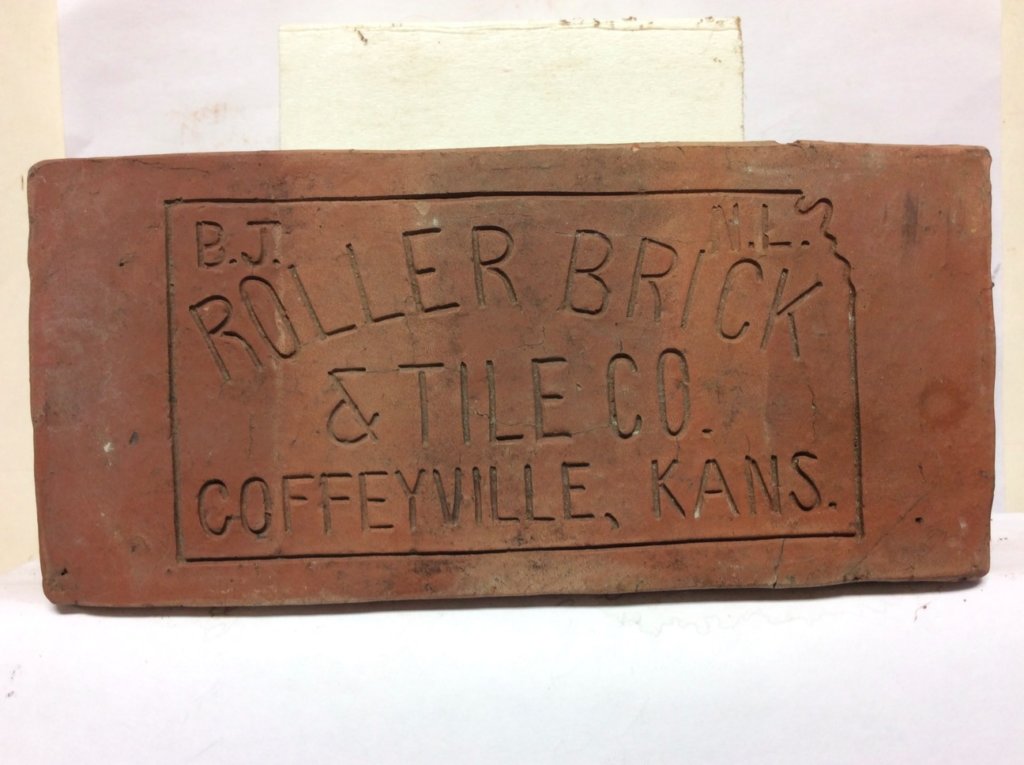 B.J. N.L.
ROLLER BRICK
& TILE CO.
COFFEYVILLE, KANS.